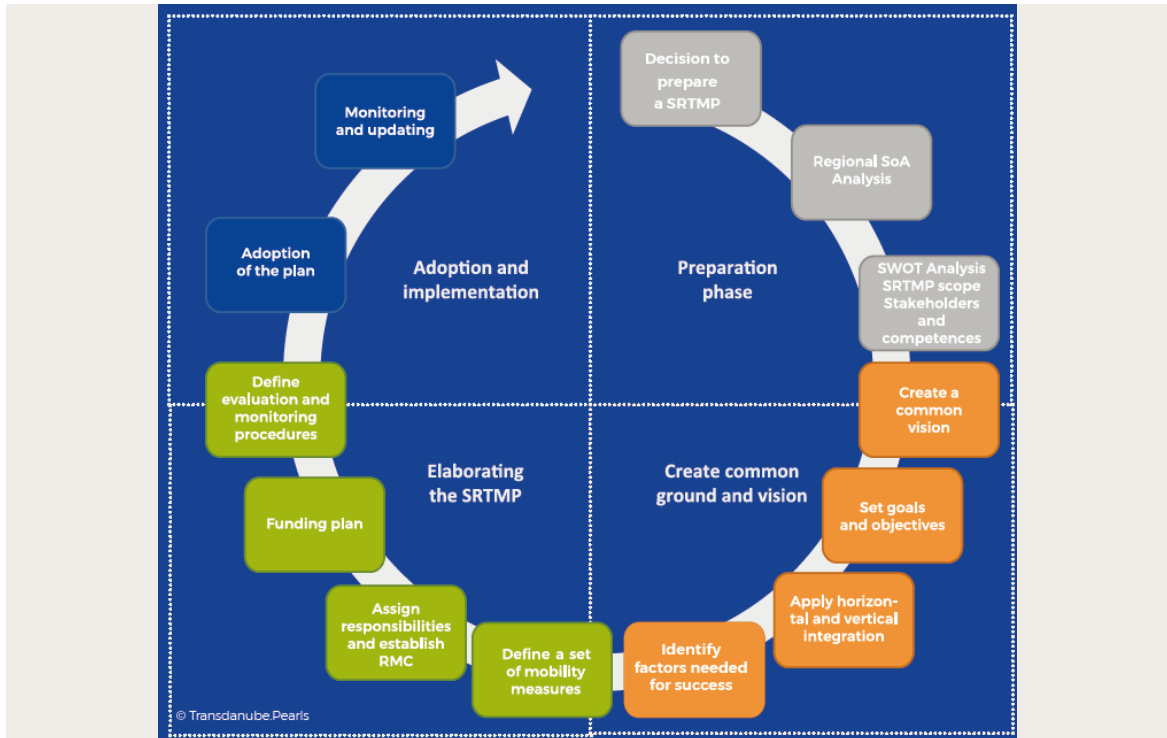 Decision to
prepare
a SRTMP
Regional SoA
Analysis
SWOT Analysis
SRTMP scope
Stakeholders
and
competences
Preparation
phase
Create a
common
vision
Set goals
and objectives
Apply horizon-
tal and vertical
integration
Identify
factors needed
for success
Create common
ground and vision
Define a set
of mobility
measures
Assign
responsibilities
and establish
RMC
Funding plan
Define
evaluation and
monitoring
procedures
Elaborating
the SRTMP
Adoption
of the plan
Monitoring
and updating
Adoption and
implementation
© Transdanube.Pearls